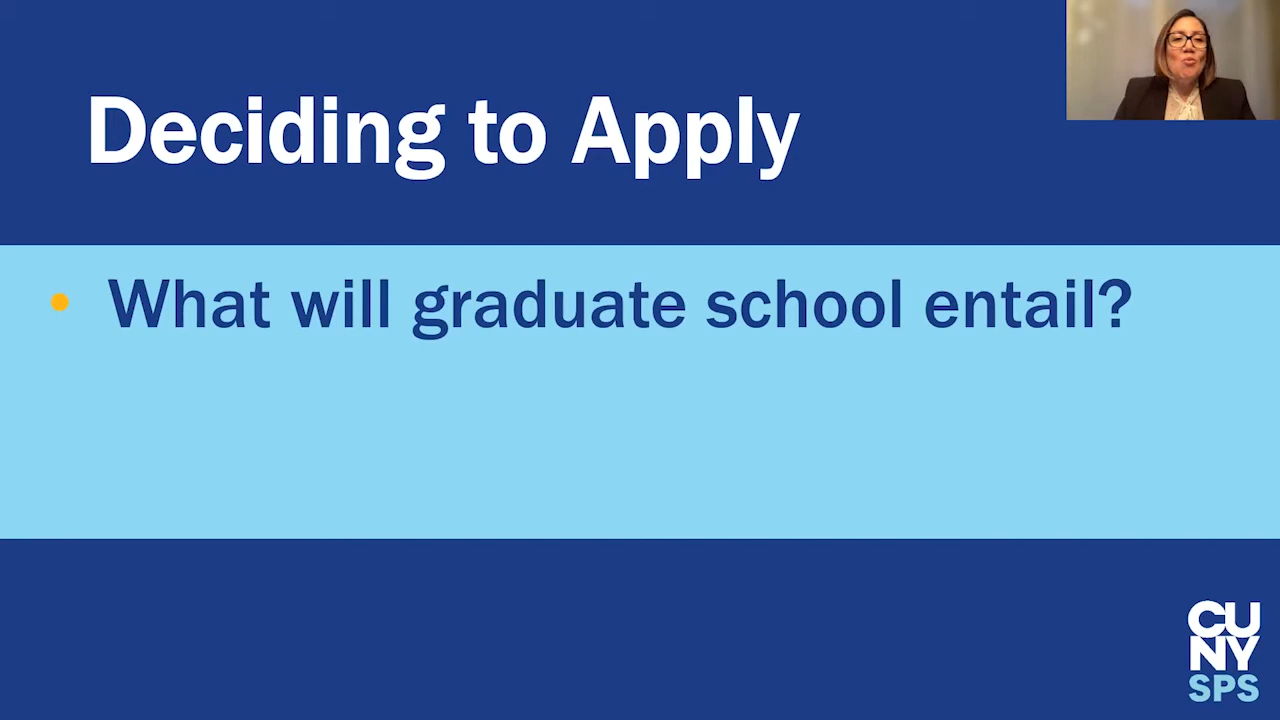 Deciding to Apply
• What will graduate school entail?
CU
NY
SPS